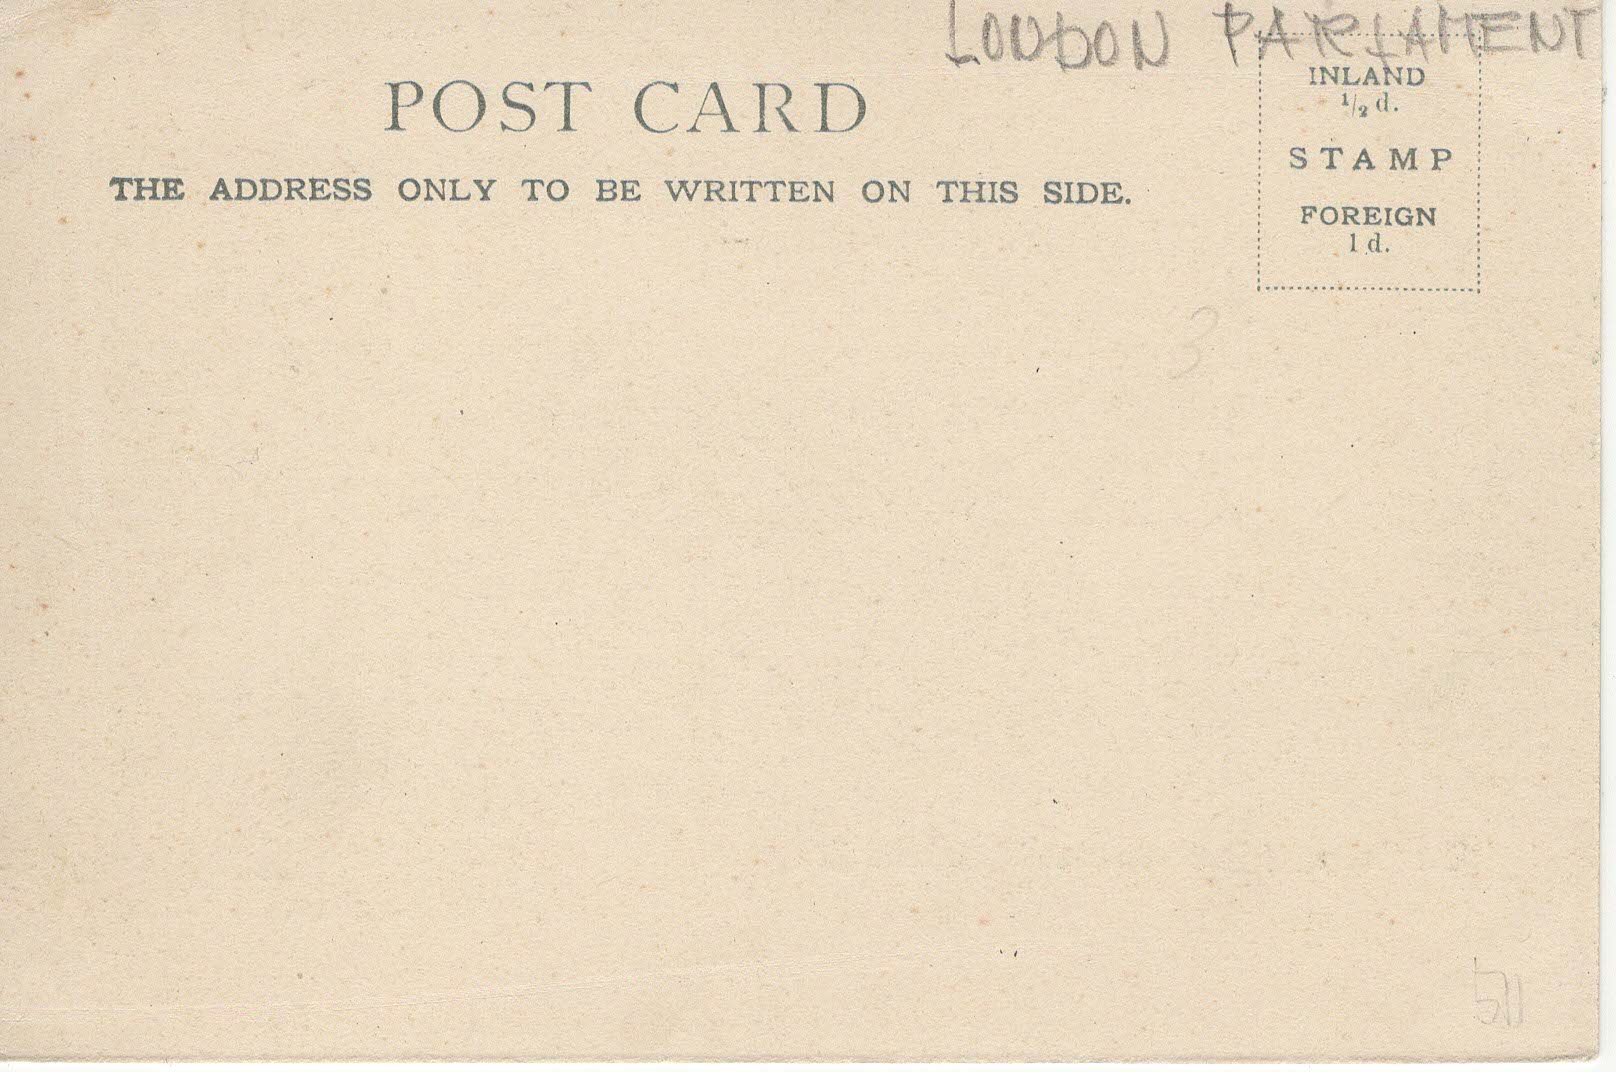 LONDON PARLAMENT
POST CARD
THE ADDRESS ONLY TO BE WRITTEN ON THIS SIDE.
INLAND
½ d.
STAMP
FOREIGN
1 d.
3
511